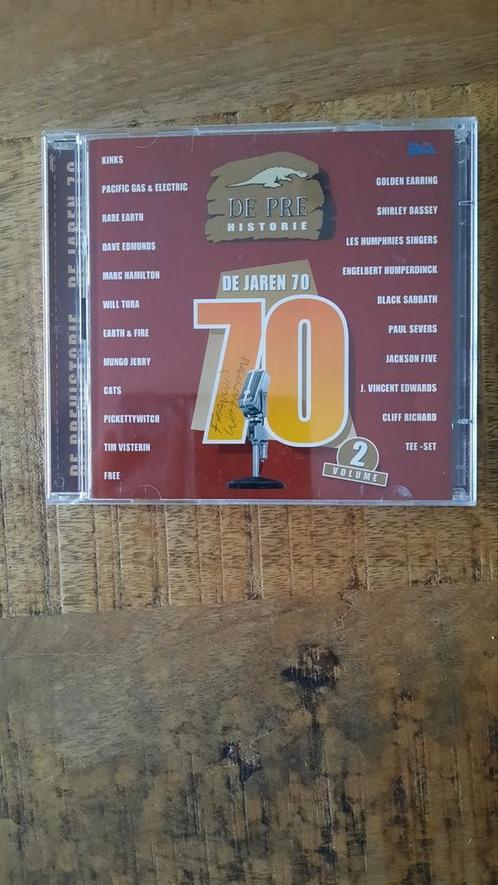 DE PREHISTORIE DE JAREN 70
KINKS
PACIFIC GAS & ELECTRIC
RARE EARTH
DAVE EDMUNDS
MARC HAMILTON
WILL TURA
EARTH & FIRE
MUNGO JERRY
CATS
PICKETTYWITCH
TIM VISTERIN
FREE
DE PRE
HISTORIE
DE JAREN 70
70
2
VOLUME
GOLDEN EARRING
SHIRLEY BASSEY
LES HUMPHRIES SINGERS
ENGELBERT HUMPERDINCK
BLACK SABBATH
PAUL SEVERS
JACKSON FIVE
J. VINCENT EDWARDS
CLIFF RICHARD
TEE -SET